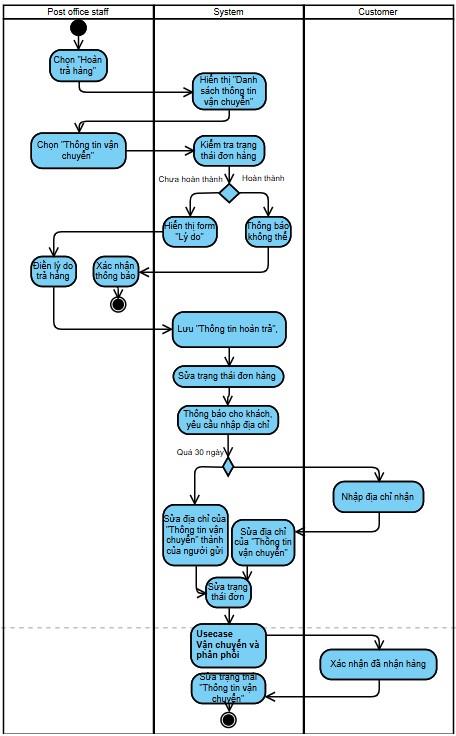 Post office staff
System
Customer
Chọn "Hoàn
trả hàng"
Hiển thị "Danh
sách thông tin
vận chuyển"
Chọn "Thông tin vận
chuyển"
Kiểm tra trạng
thái đơn hàng
Chưa hoàn thành
Hoàn thành
Hiển thị form
"Lý do"
Thông báo
không thể
Điền lý do
trả hàng
Xác nhận
thông báo
Lưu "Thông tin hoàn trả",
Sửa trạng thái đơn hàng
Thông báo cho khách,
yêu cầu nhập địa chỉ
Quá 30 ngày
Nhập địa chỉ nhận
Sửa địa chỉ của
"Thông tin vận
chuyển" thành
của người gửi
Sửa địa chỉ
của "Thông tin
vận chuyển"
Sửa trạng
thái đơn
Usecase
Vận chuyển và
phân phối
Xác nhận đã nhận hàng
Sửa trạng thái
"Thông tin vận
chuyển"